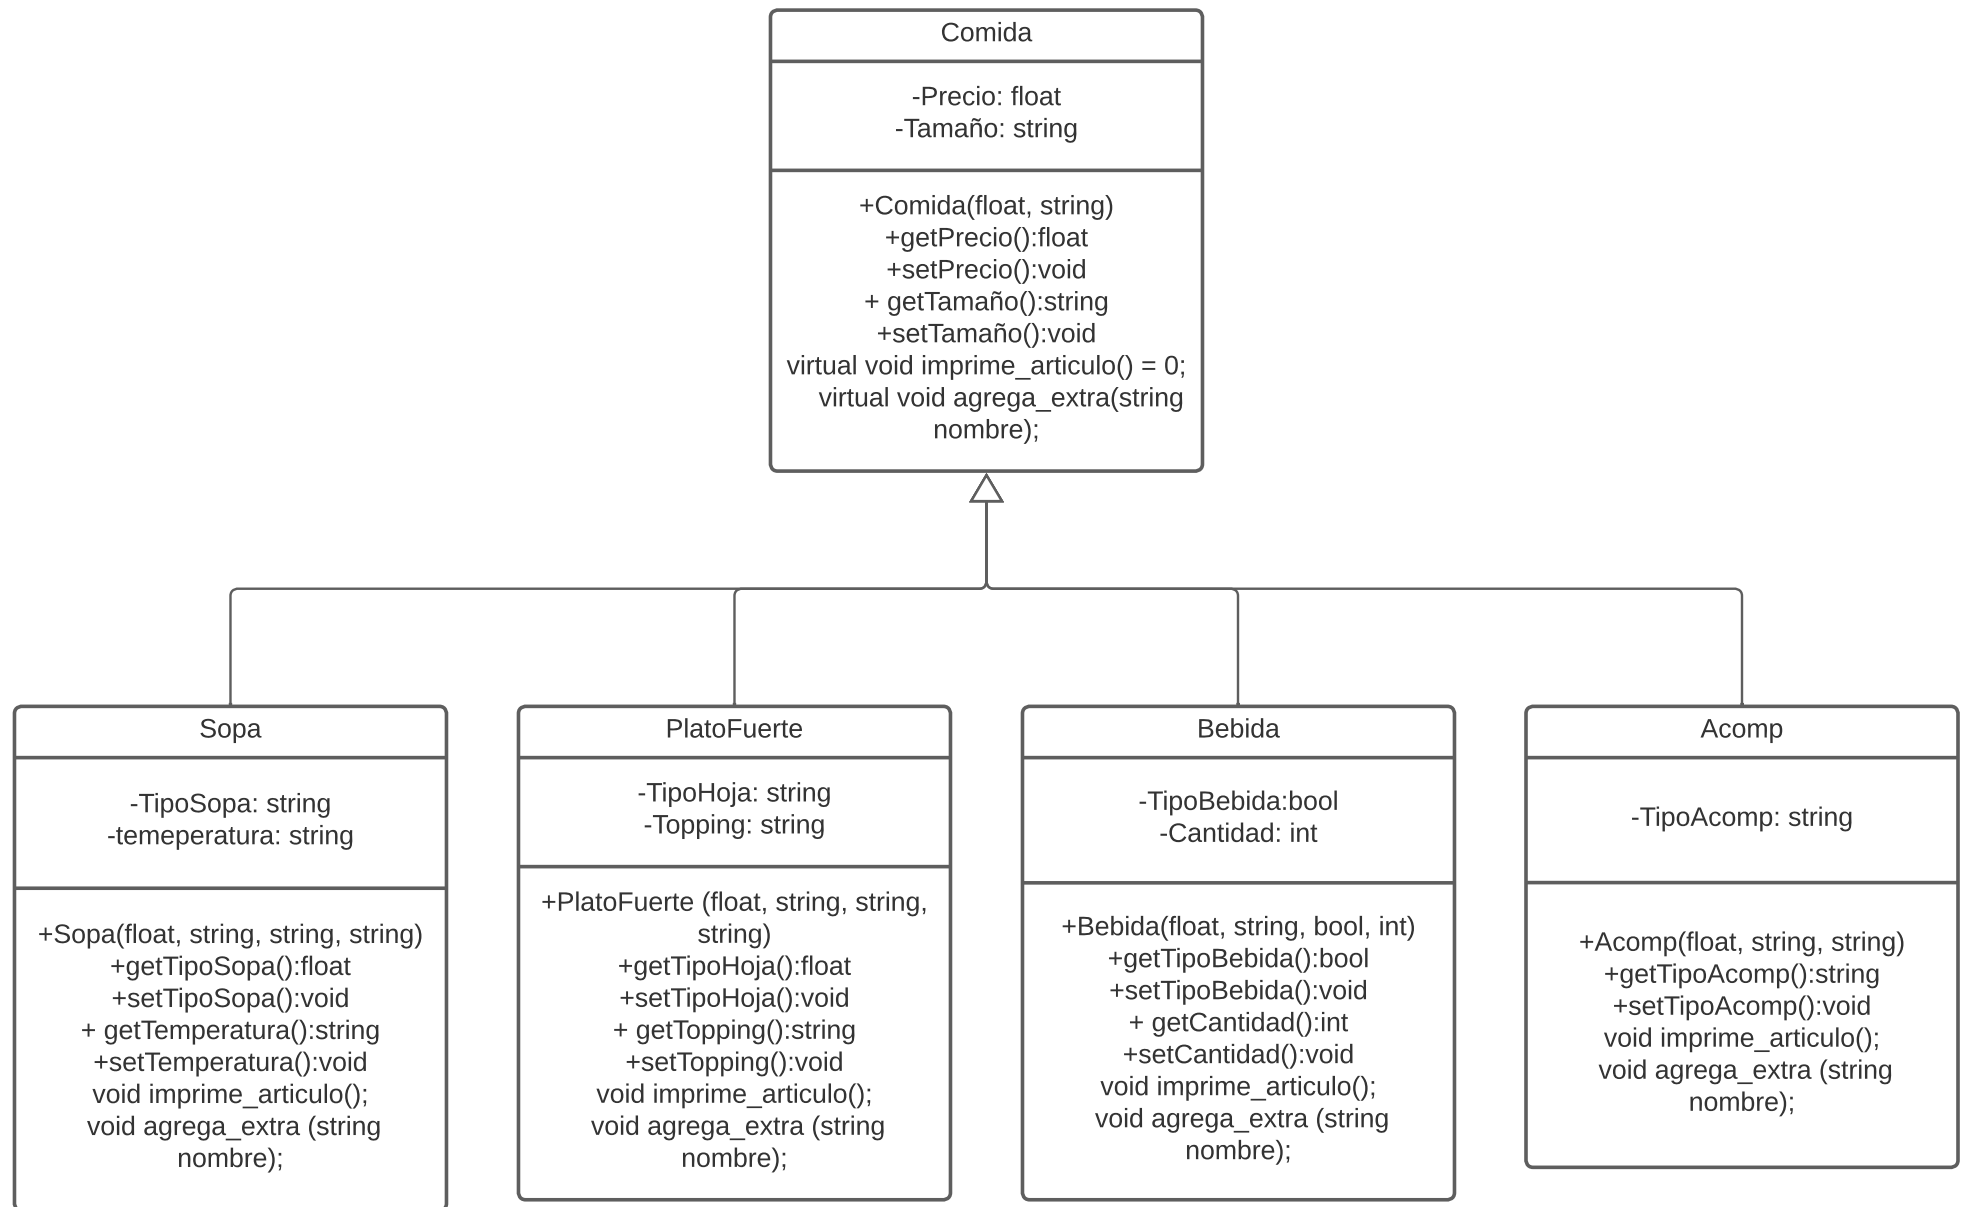 Comida
-Precio: float
-Tamaño: string
+Comida(float, string)
+getPrecio():float
+setPrecio():void
+ getTamaño():string
+setTamaño():void
virtual void imprime_articulo() = 0;
virtual void agrega_extra(string
nombre);
Sopa
-TipoSopa: string
-temeperatura: string
+Sopa(float, string, string, string)
+getTipoSopa():float
+setTipoSopa():void
+ getTemperatura():string
+setTemperatura():void
void imprime_articulo();
void agrega_extra (string
nombre);
PlatoFuerte
-TipoHoja: string
-Topping: string
+PlatoFuerte (float, string, string,
string)
+getTipoHoja():float
+setTipoHoja():void
+ getTopping():string
+setTopping():void
void imprime_articulo();
void agrega_extra (string
nombre);
Bebida
-TipoBebida:bool
-Cantidad: int
+Bebida(float, string, bool, int)
+getTipoBebida():bool
+setTipoBebida():void
+ getCantidad():int
+setCantidad():void
void imprime_articulo();
void agrega_extra (string
nombre);
Acomp
-TipoAcomp: string
+Acomp(float, string, string)
+getTipoAcomp():string
+setTipoAcomp():void
void imprime_articulo();
void agrega_extra (string
nombre);